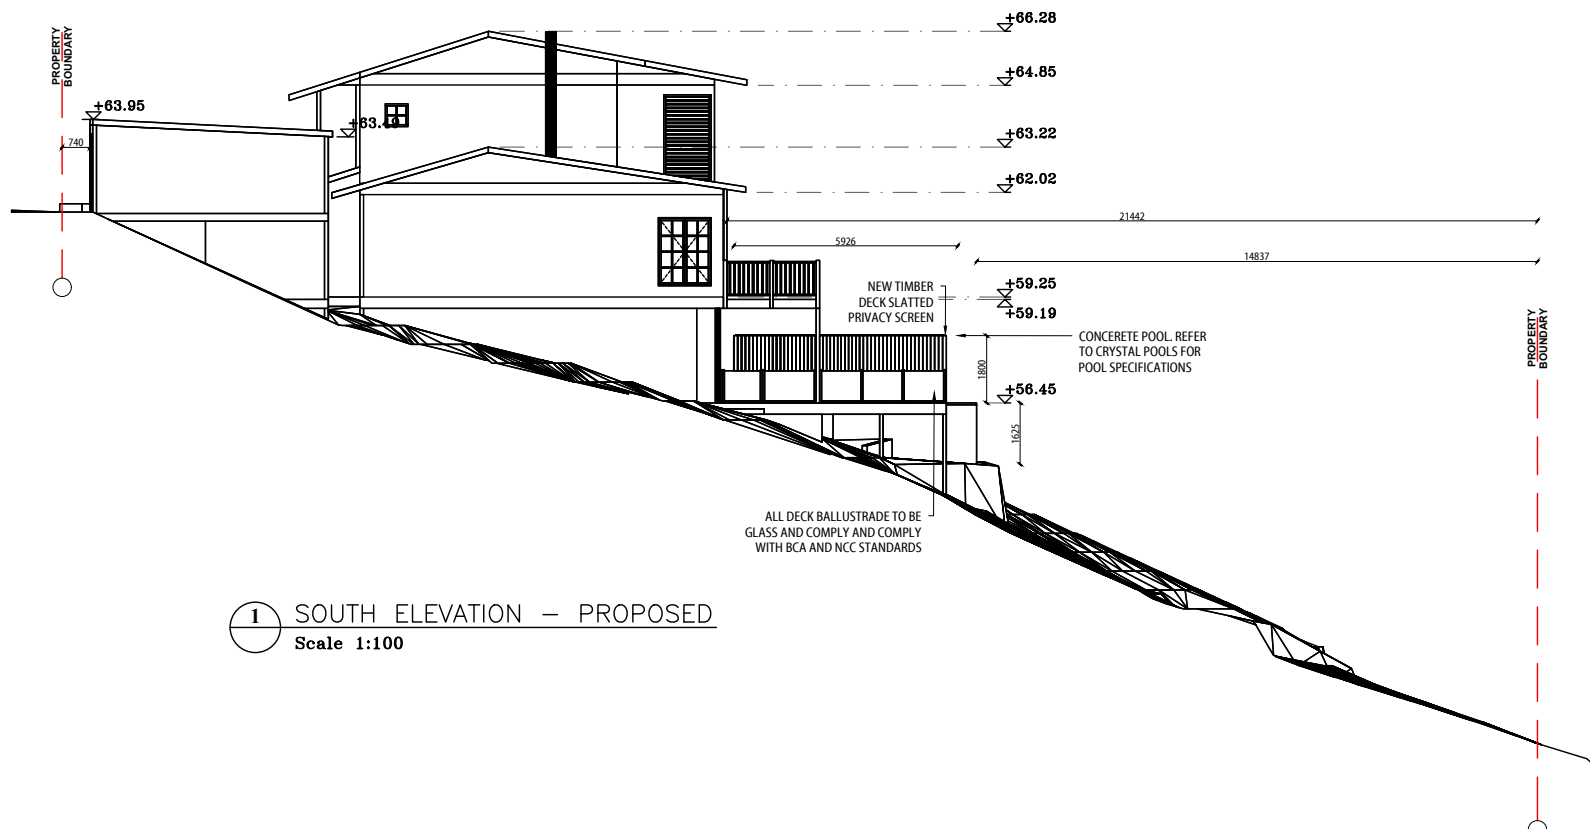 PROPERTY
BOUNDARY
+63.95
740
+63.49
+66.28
+64.85
+63.22
+62.02
21442
5926
14837
+59.25
+59.19
NEW TIMBER
DECK SLATTED
PRIVACY SCREEN
CONCRETE POOL. REFER
TO CRYSTAL POOLS FOR
POOL SPECIFICATIONS
PROPERTY
BOUNDARY
1800
+56.45
1625
ALL DECK BALLUSTRADE TO BE
GLASS AND COMPLY AND COMPLY
WITH BCA AND NCC STANDARDS
1 SOUTH ELEVATION – PROPOSED
Scale 1:100